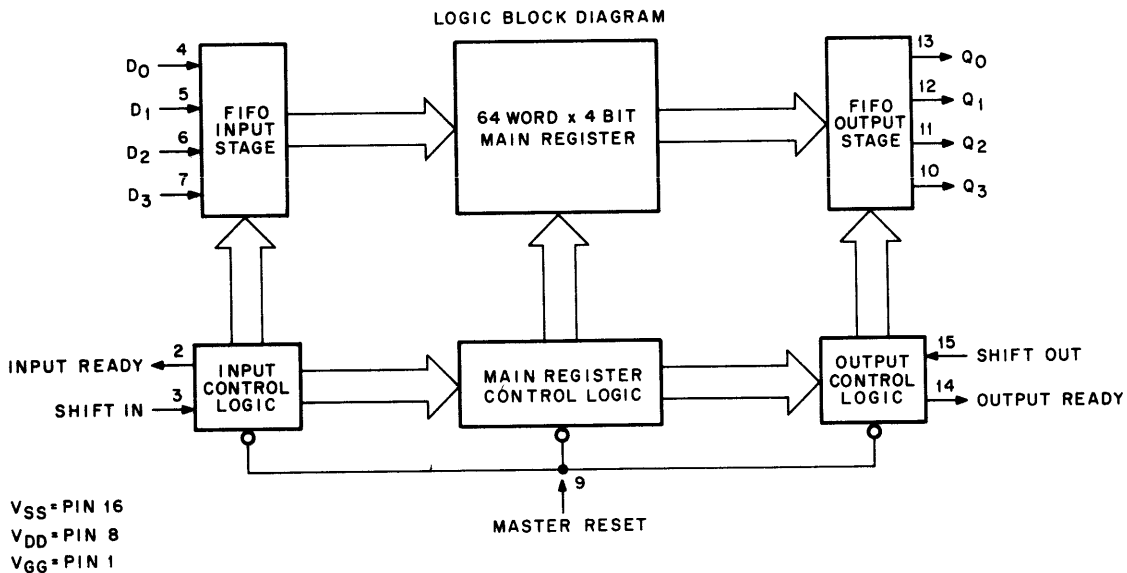 LOGIC BLOCK DIAGRAM
4
D0
5
D1
6
D2
7
D3
FIFO
INPUT
STAGE
64 WORD x 4 BIT
MAIN REGISTER
FIFO
OUTPUT
STAGE
13
Q0
12
Q1
11
Q2
10
Q3
INPUT READY
2
SHIFT IN
3
INPUT
CONTROL
LOGIC
MAIN REGISTER
CONTROL LOGIC
OUTPUT
CONTROL
LOGIC
15
SHIFT OUT
14
OUTPUT READY
9
MASTER RESET
VSS = PIN 16
VDD = PIN 8
VGG = PIN 1